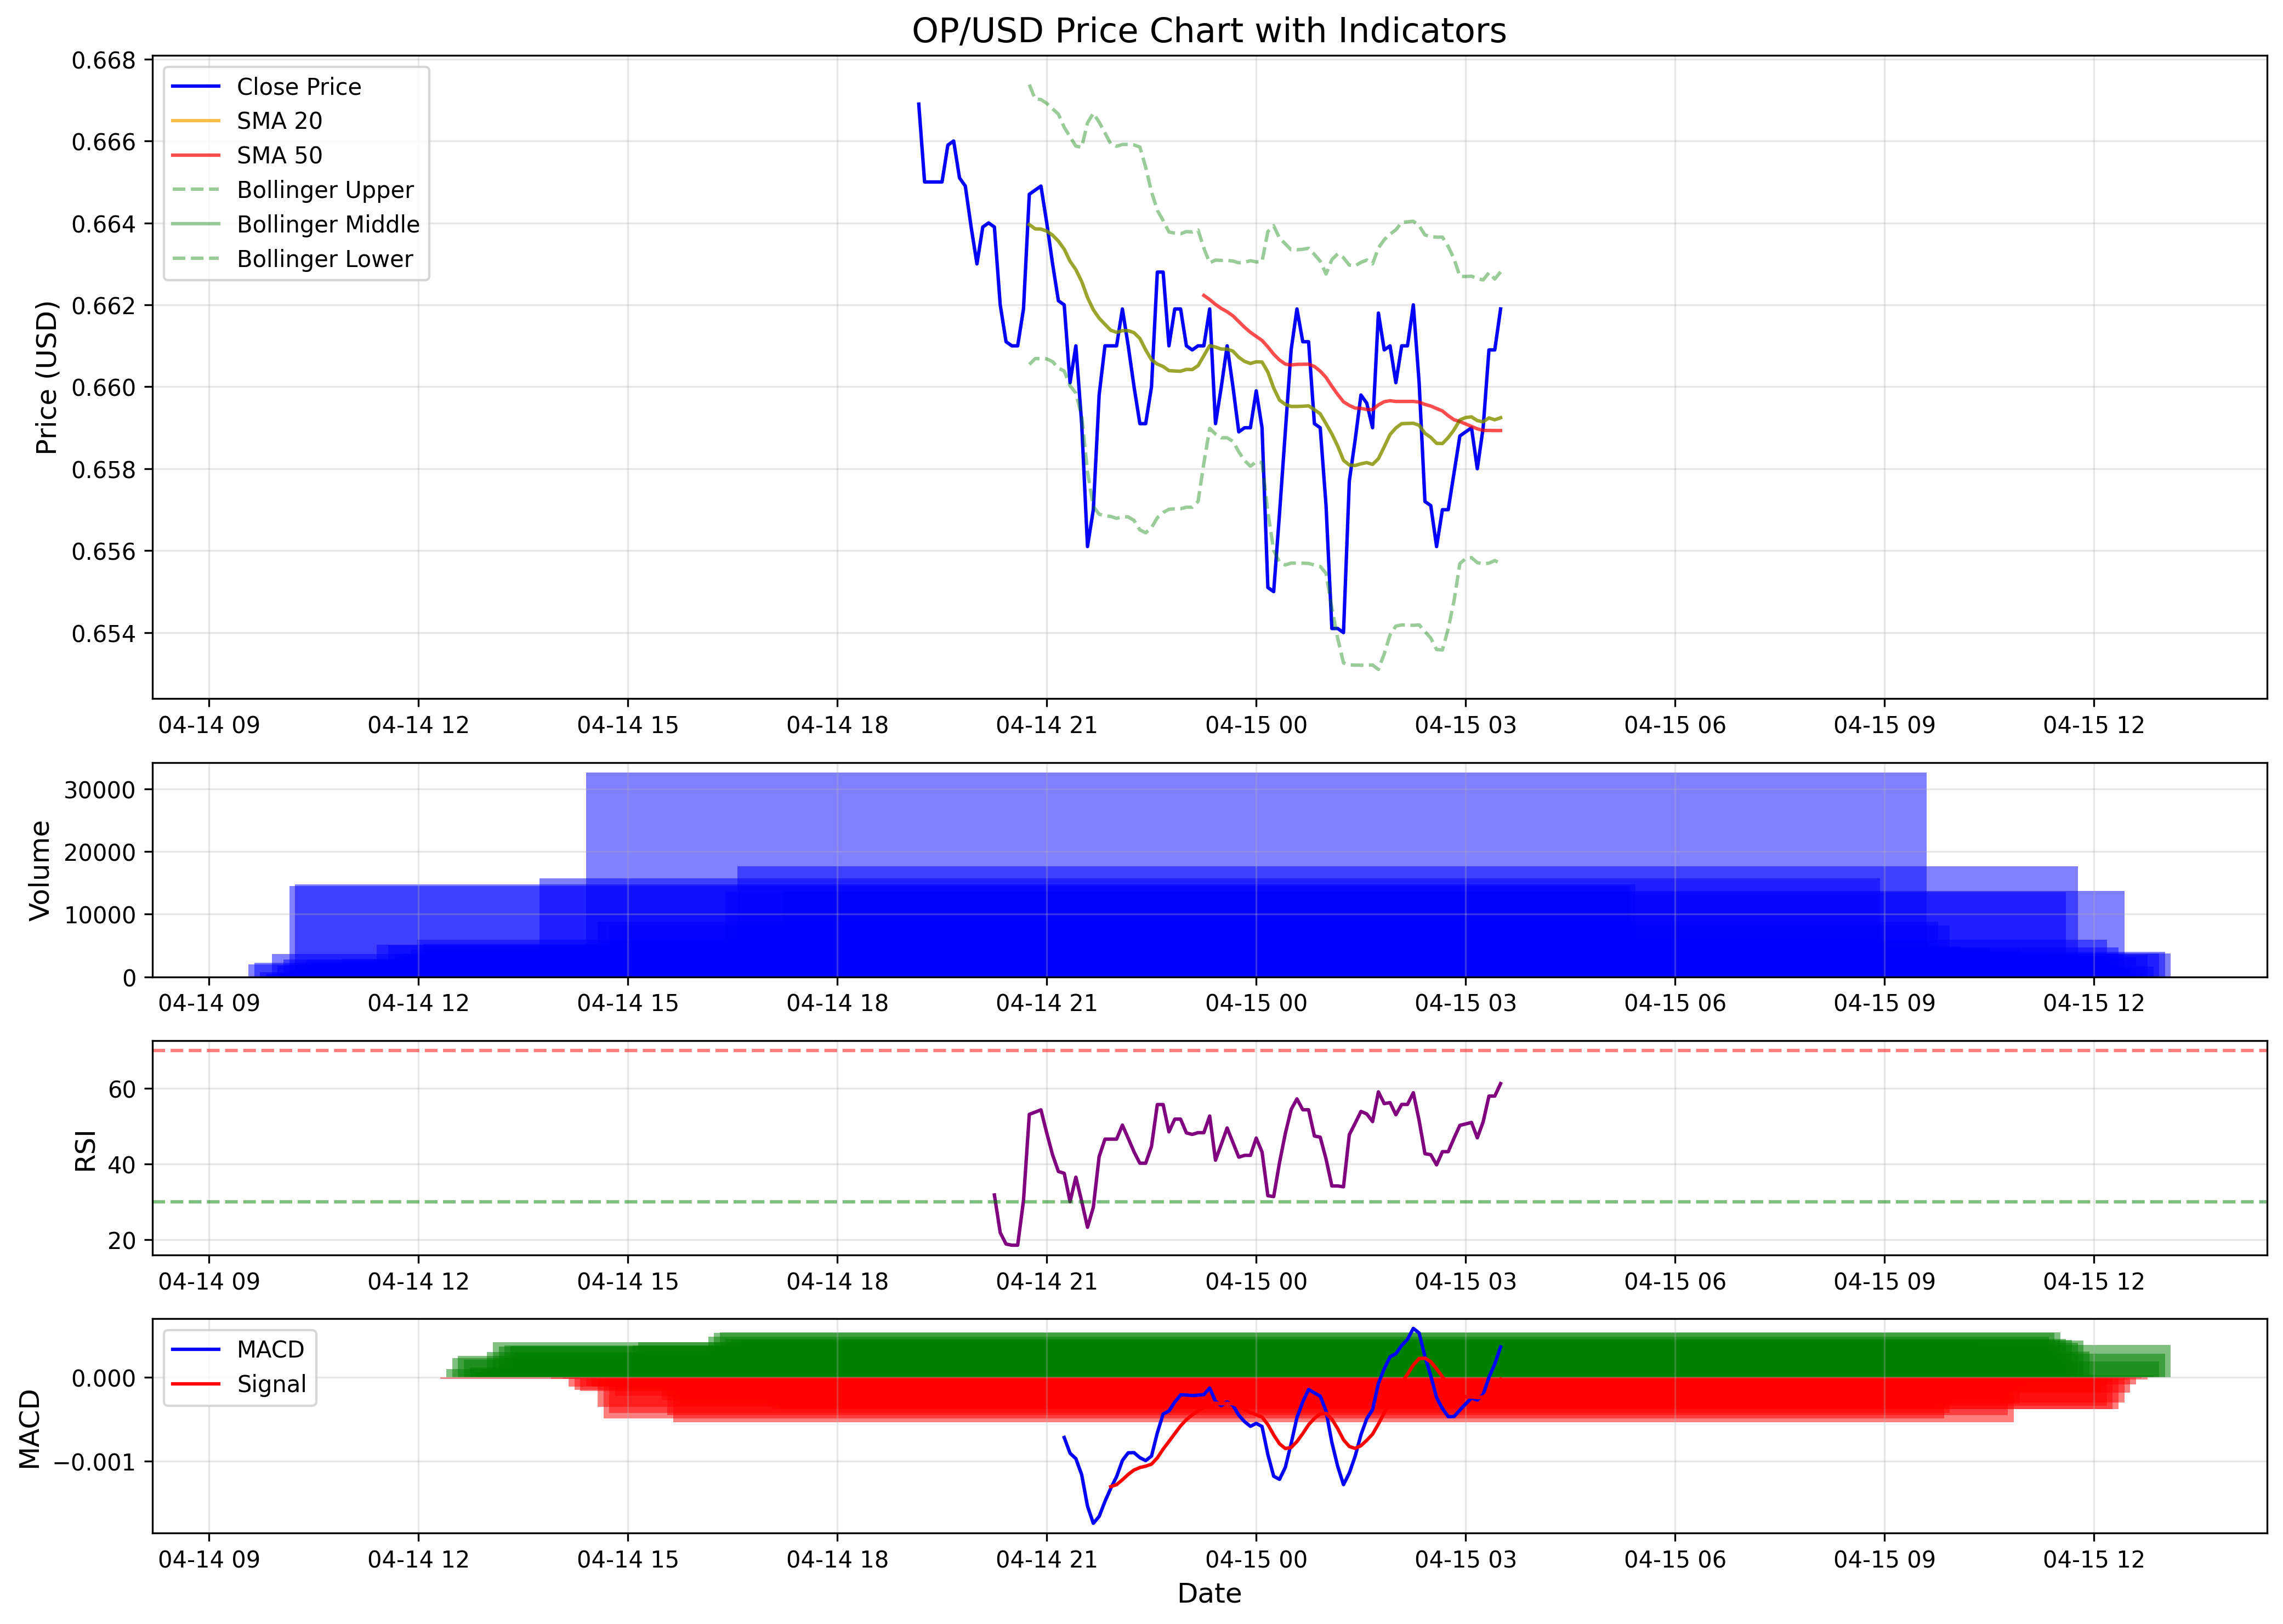 OP/USD Price Chart with Indicators
Price (USD)
0.668
0.666
0.664
0.662
0.660
0.658
0.656
0.654
Close Price
SMA 20
SMA 50
Bollinger Upper
Bollinger Middle
Bollinger Lower
04-14 09 04-14 12 04-14 15 04-14 18 04-14 21 04-15 00 04-15 03 04-15 06 04-15 09 04-15 12
Volume
30000
20000
10000
0
04-14 09 04-14 12 04-14 15 04-14 18 04-14 21 04-15 00 04-15 03 04-15 06 04-15 09 04-15 12
RSI
60
40
20
04-14 09 04-14 12 04-14 15 04-14 18 04-14 21 04-15 00 04-15 03 04-15 06 04-15 09 04-15 12
MACD
0.000
−0.001
MACD
Signal
04-14 09 04-14 12 04-14 15 04-14 18 04-14 21 04-15 00 04-15 03 04-15 06 04-15 09 04-15 12
Date